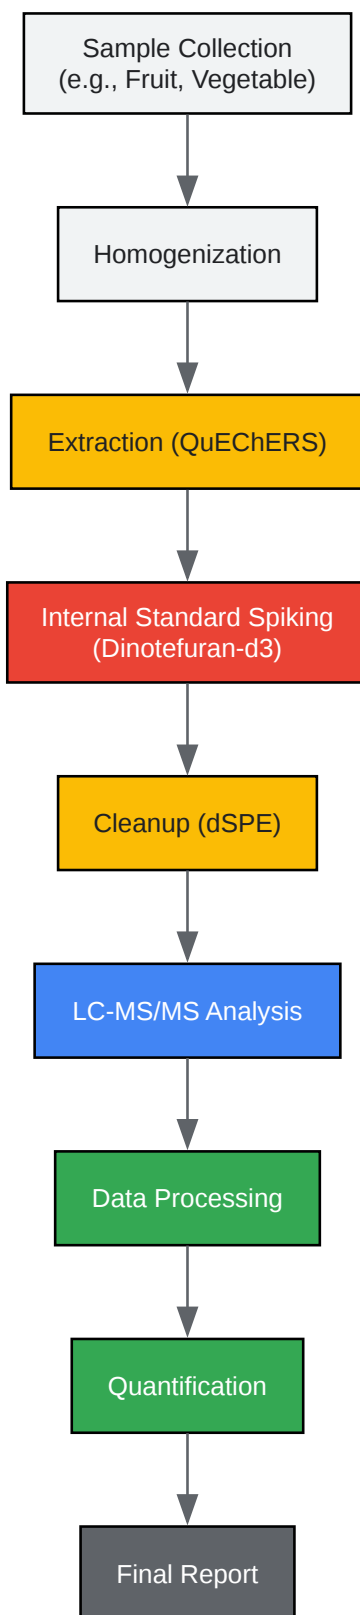 Sample Collection
(e.g., Fruit, Vegetable)
Homogenization
Extraction (QuEChERS)
Internal Standard Spiking
(Dinotefuran-d3)
Cleanup (dSPE)
LC-MS/MS Analysis
Data Processing
Quantification
Final Report